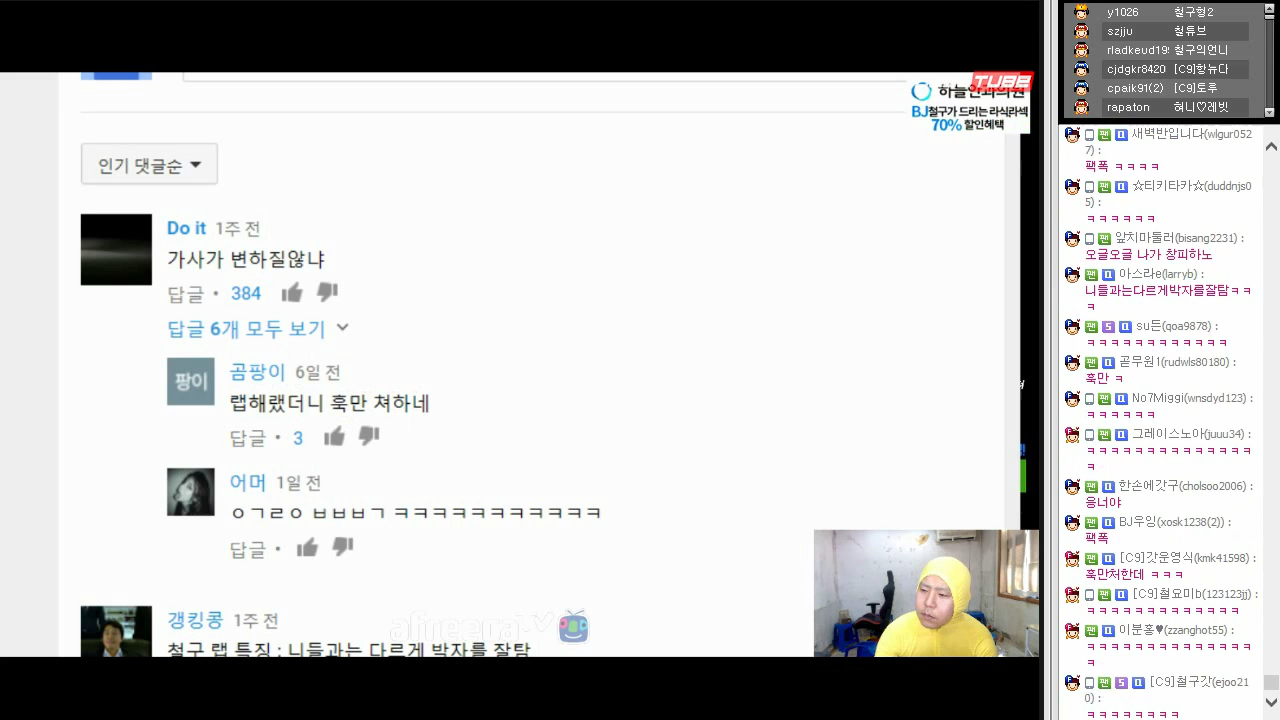 TUBE
하늘안과의원
BJ철구가 드리는 라식라섹
70% 할인혜택
인기 댓글순
Do it 1주 전
가사가 변하질않냐
답글 • 384
답글 6개 모두 보기
팡이
곰팡이 6일 전
랩해랬더니 훅만 쳐하네
답글 • 3
어머 1일 전
ㅇㄱㄹㅇ ㅂㅂㅂㄱ ㅋㅋㅋㅋㅋㅋㅋㅋㅋㅋㅋ
답글 •
갱킹콩 1주 전
철구 랩 특징 : 니들과는 다르게 박자를 잘탐
afreeca
y1026 철구형2
szjju 칠튜브
rladkeud19 철구의언니
cjdgkr8420 [C9]항뉴다
cpaik91(2) [C9]토루
rapaton 혀니♡레빗
새벽반입니다(wlgur052
7) :
팩폭 ㅋㅋㅋㅋ
☆티키타카☆(duddnjs0
5) :
ㅋㅋㅋㅋㅋㅋ
앞치마둘러(bisang2231) :
오글오글 나가 창피하노
아스라e(larryb) :
니들과는다르게박자를잘탐ㅋㅋ
ㅋ
su든(qoa9878) :
ㅋㅋㅋㅋㅋㅋㅋㅋㅋㅋㅋㅋ
곧무원1(rudwls80180) :
훅만 ㅋ
No7Miggi(wnsdyd123) :
ㅋㅋㅋㅋㅋㅋ
그레이스노아(juuu34) :
ㅋㅋㅋㅋㅋㅋㅋㅋㅋㅋㅋㅋㅋㅋ
ㅋ
한손에갓구(cholsoo2006) :
응너야
BJ우잉(xosk1238(2)) :
팩폭
[C9]갓운영식(kmk41598) :
훅만처한데 ㅋㅋㅋ
[C9]철요미b(123123jj) :
ㅋㅋㅋㅋㅋㅋㅋㅋㅋㅋㅋㅋㅋ
이분홍♥(zzanghot55) :
ㅋㅋㅋㅋㅋㅋㅋㅋㅋㅋㅋㅋㅋㅋ
ㅋ
[C9]철구갓(ejoo21
0) :
ㅋㅋㅋㅋㅋㅋㅋㅋ